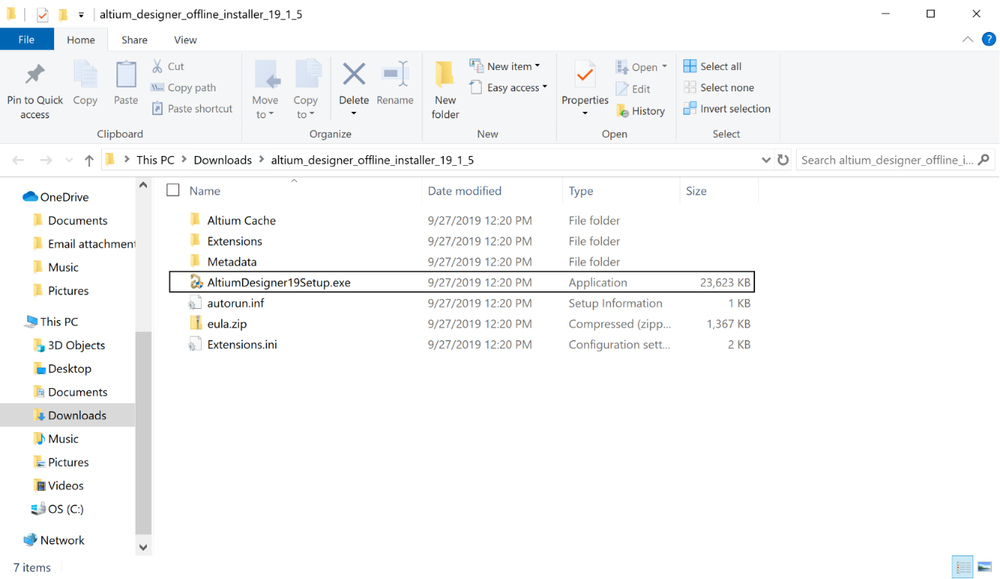 altium_designer_offline_installer_19_1_5
File Home Share View
Pin to Quick access
Copy
Paste
Cut
Copy path
Paste shortcut
Clipboard
Move to
Copy to
Delete
Rename
Organize
New folder
New item
Easy access
New
Properties
Open
Edit
History
Open
Select all
Select none
Invert selection
Select
This PC > Downloads > altium_designer_offline_installer_19_1_5
Search altium_designer_offline_i...
OneDrive
Documents
Email attachment
Music
Pictures
This PC
3D Objects
Desktop
Documents
Downloads
Music
Pictures
Videos
OS (C:)
Network
Name Date modified Type Size
Altium Cache 9/27/2019 12:20 PM File folder
Extensions 9/27/2019 12:20 PM File folder
Metadata 9/27/2019 12:20 PM File folder
AltiumDesigner19Setup.exe 9/27/2019 12:20 PM Application 23,623 KB
autorun.inf 9/27/2019 12:20 PM Setup Information 1 KB
eula.zip 9/27/2019 12:20 PM Compressed (zipp... 1,367 KB
Extensions.ini 9/27/2019 12:20 PM Configuration sett... 2 KB
7 items